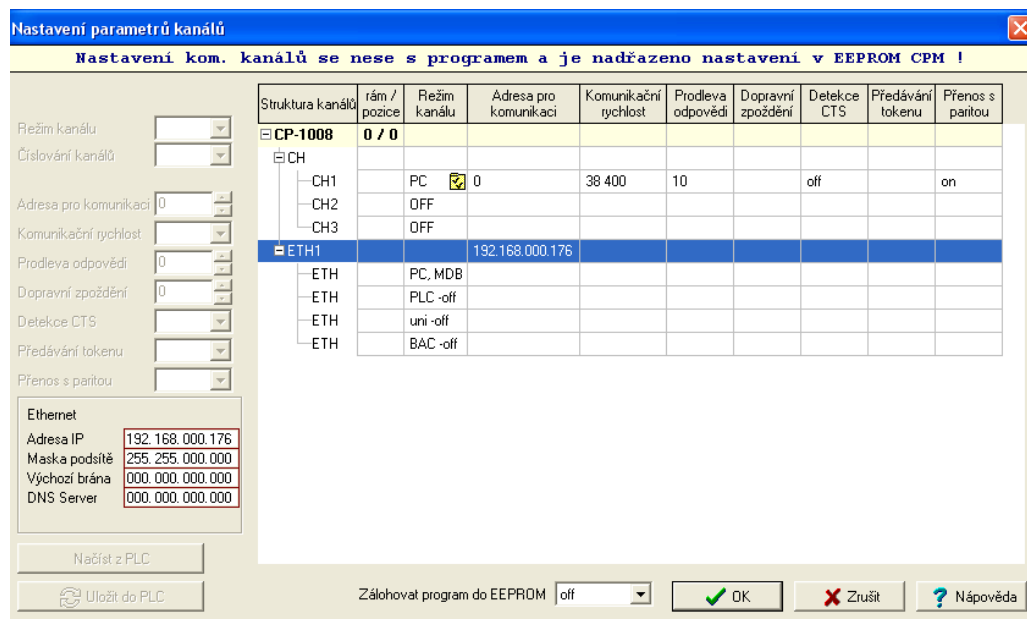 Nastavení parametrů kanálů
Nastavení kom. kanálů se nese s programem a je nadřazeno nastavení v EEPROM CPM !
Režim kanálu
Číslování kanálů
Adresa pro komunikaci 0
Komunikační rychlost
Prodleva odpovědi 0
Dopravní zpoždění 0
Detekce CTS
Předávání tokenu
Přenos s paritou
Ethernet
Adresa IP 192.168.000.176
Maska podsítě 255.255.000.000
Výchozí brána 000.000.000.000
DNS Server 000.000.000.000
Načíst z PLC
Uložit do PLC
Struktura kanálů rám / pozice Režim kanálu Adresa pro komunikaci Komunikační rychlost Prodleva odpovědi Dopravní zpoždění Detekce CTS Předávání tokenu Přenos s paritou
CP-1008 0 / 0
CH
CH1 PC 0 38 400 10 off on
CH2 OFF
CH3 OFF
ETH1 192.168.000.176
ETH PC, MDB
ETH PLC -off
ETH uni -off
ETH BAC -off
Zálohovat program do EEPROM off OK Zrušit ? Nápověda